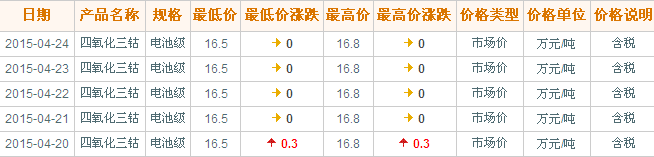 日期 产品名称 规格 最低价 最低价涨跌 最高价 最高价涨跌 价格类型 价格单位 价格说明
2015-04-24 四氧化三钴 电池级 16.5 0 16.8 0 市场价 万元/吨 含税
2015-04-23 四氧化三钴 电池级 16.5 0 16.8 0 市场价 万元/吨 含税
2015-04-22 四氧化三钴 电池级 16.5 0 16.8 0 市场价 万元/吨 含税
2015-04-21 四氧化三钴 电池级 16.5 0 16.8 0 市场价 万元/吨 含税
2015-04-20 四氧化三钴 电池级 16.5 0.3 16.8 0.3 市场价 万元/吨 含税